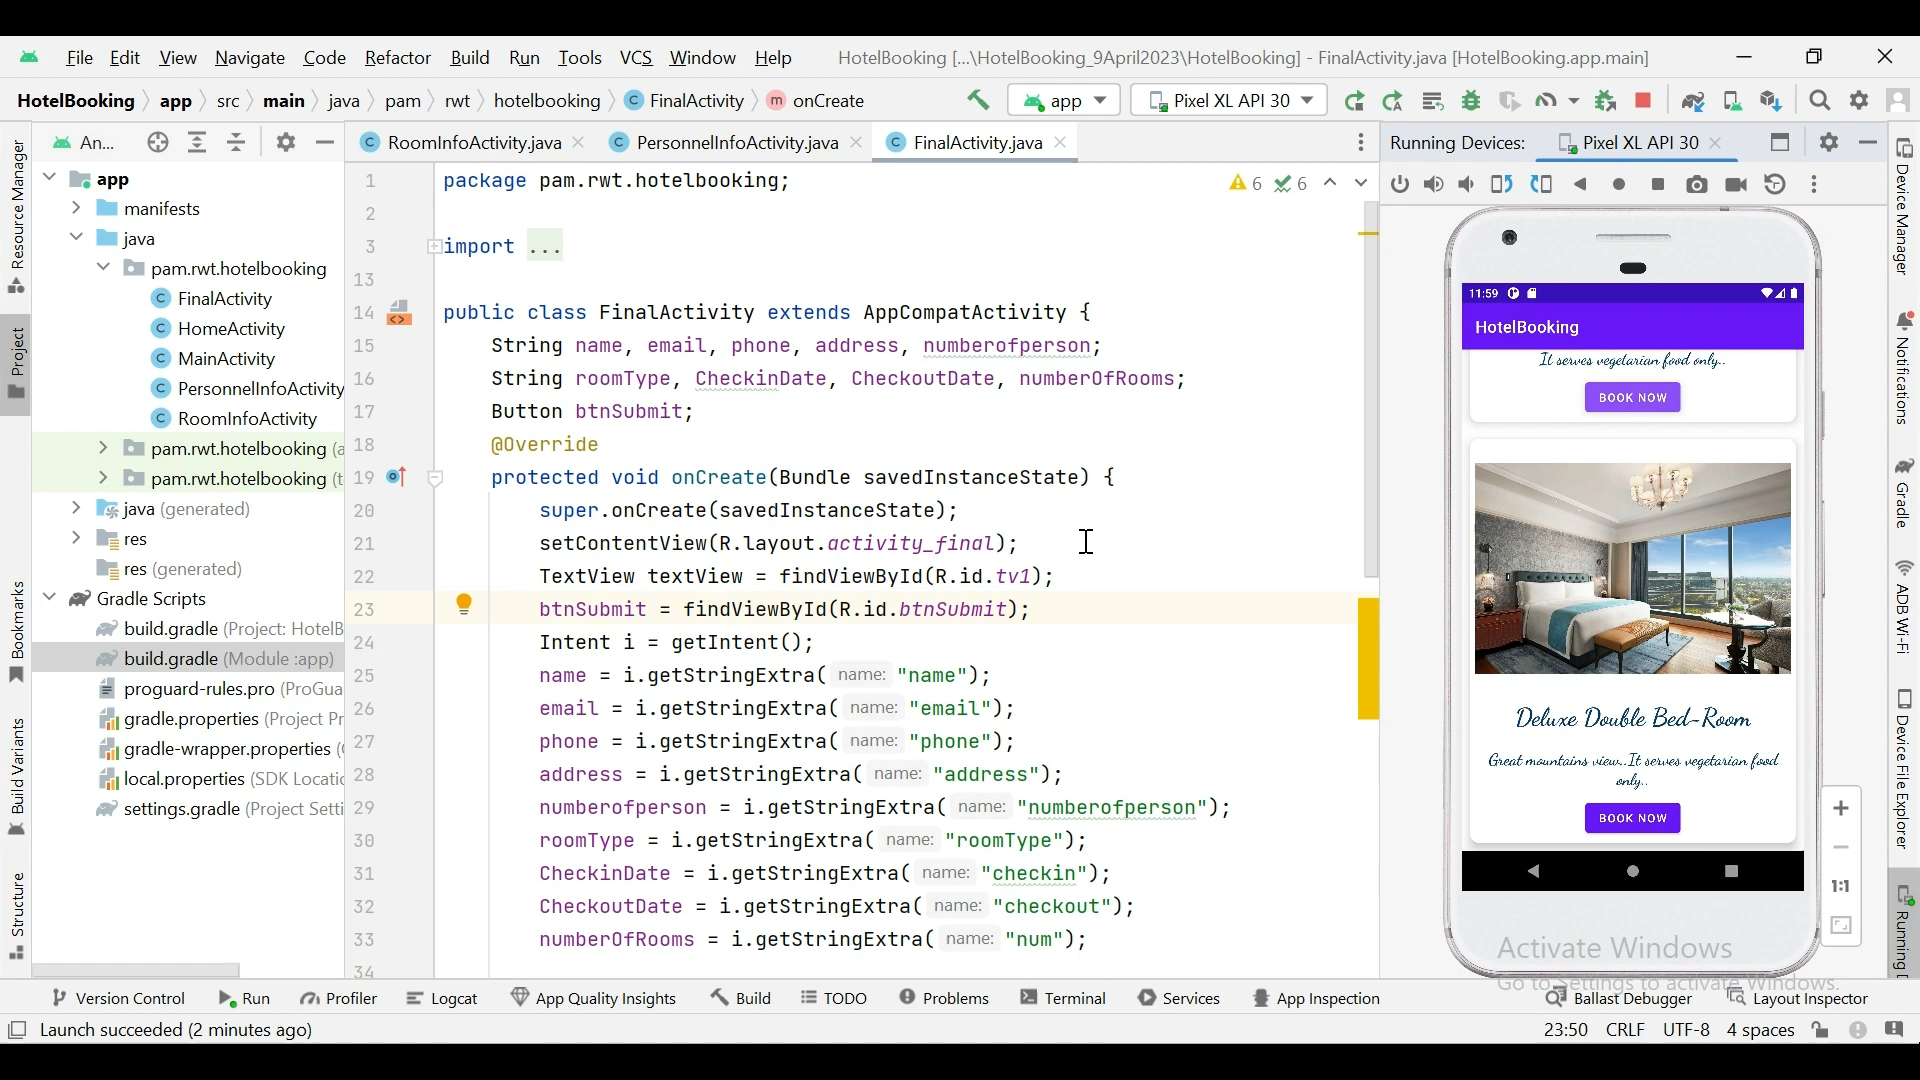 File Edit View Navigate Code Refactor Build Run Tools VCS Window Help HotelBooking [...\HotelBooking_9April2023\HotelBooking] - FinalActivity.java [HotelBooking.app.main]
HotelBooking app src main java pam rwt hotelbooking FinalActivity onCreate app Pixel XL API 30
An... RoomInfoActivity.java PersonnelInfoActivity.java FinalActivity.java Running Devices: Pixel XL API 30
Resource Manager
Project
Bookmarks
Build Variants
Structure
app
manifests
java
pam.rwt.hotelbooking
FinalActivity
HomeActivity
MainActivity
PersonnelInfoActivity
RoomInfoActivity
pam.rwt.hotelbooking (a
pam.rwt.hotelbooking (t
java (generated)
res
res (generated)
Gradle Scripts
build.gradle (Project: HotelB
build.gradle (Module :app)
proguard-rules.pro (ProGua
gradle.properties (Project Pr
gradle-wrapper.properties (
local.properties (SDK Locati
settings.gradle (Project Setti
1 package pam.rwt.hotelbooking; 6 6
2
3 import ...
13
14 public class FinalActivity extends AppCompatActivity {
15 String name, email, phone, address, numberofperson;
16 String roomType, CheckinDate, CheckoutDate, numberOfRooms;
17 Button btnSubmit;
18 @Override
19 protected void onCreate(Bundle savedInstanceState) {
20 super.onCreate(savedInstanceState);
21 setContentView(R.layout.activity_final);
22 TextView textView = findViewById(R.id.tv1);
23 btnSubmit = findViewById(R.id.btnSubmit);
24 Intent i = getIntent();
25 name = i.getStringExtra( name: "name");
26 email = i.getStringExtra( name: "email");
27 phone = i.getStringExtra( name: "phone");
28 address = i.getStringExtra( name: "address");
29 numberofperson = i.getStringExtra( name: "numberofperson");
30 roomType = i.getStringExtra( name: "roomType");
31 CheckinDate = i.getStringExtra( name: "checkin");
32 CheckoutDate = i.getStringExtra( name: "checkout");
33 numberOfRooms = i.getStringExtra( name: "num");
34
11:59
HotelBooking
It serves vegetarian food only..
BOOK NOW
Deluxe Double Bed-Room
Great mountains view..It serves vegetarian food
only..
BOOK NOW
1:1
Device Manager
Notifications
Gradle
ADB Wi-Fi
Device File Explorer
Running
Activate Windows
Go to Settings to activate Windows.
Version Control Run Profiler Logcat App Quality Insights Build TODO Problems Terminal Services App Inspection Ballast Debugger Layout Inspector
Launch succeeded (2 minutes ago) 23:50 CRLF UTF-8 4 spaces